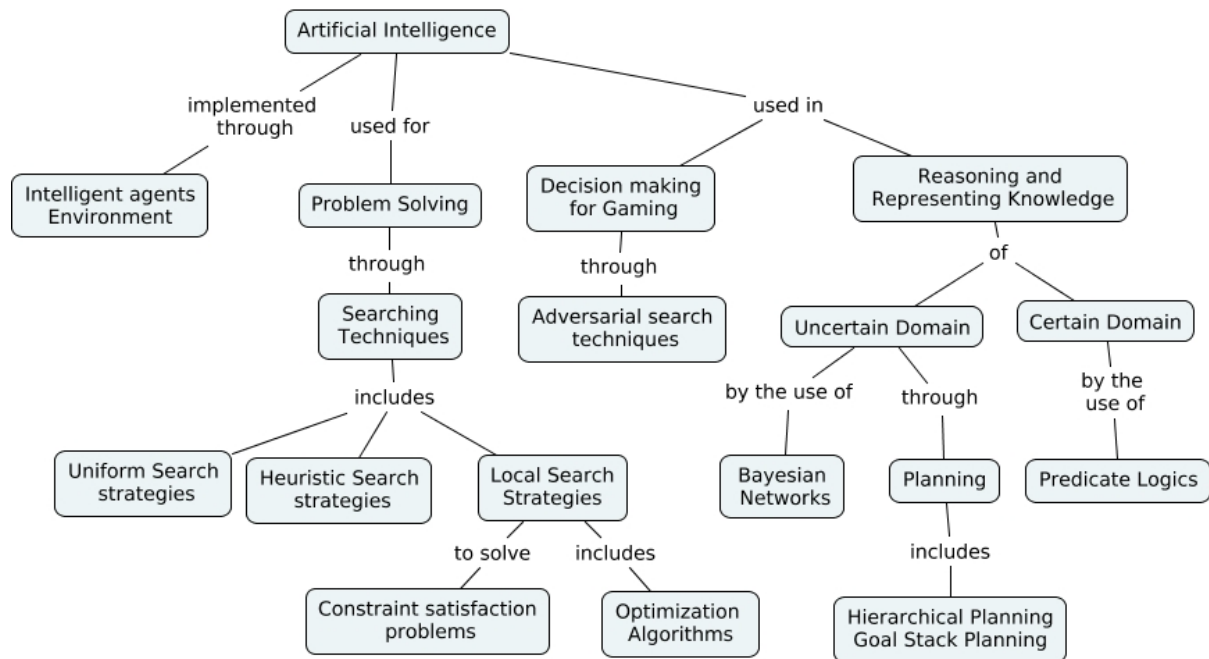 Artificial Intelligence
implemented
through
used for
used in
Intelligent agents
Environment
Problem Solving
Decision making
for Gaming
Reasoning and
Representing Knowledge
through
through
of
Searching
Techniques
Adversarial search
techniques
Uncertain Domain
Certain Domain
includes
by the use of
through
by the
use of
Uniform Search
strategies
Heuristic Search
strategies
Local Search
Strategies
Bayesian
Networks
Planning
Predicate Logics
to solve
includes
includes
Constraint satisfaction
problems
Optimization
Algorithms
Hierarchical Planning
Goal Stack Planning